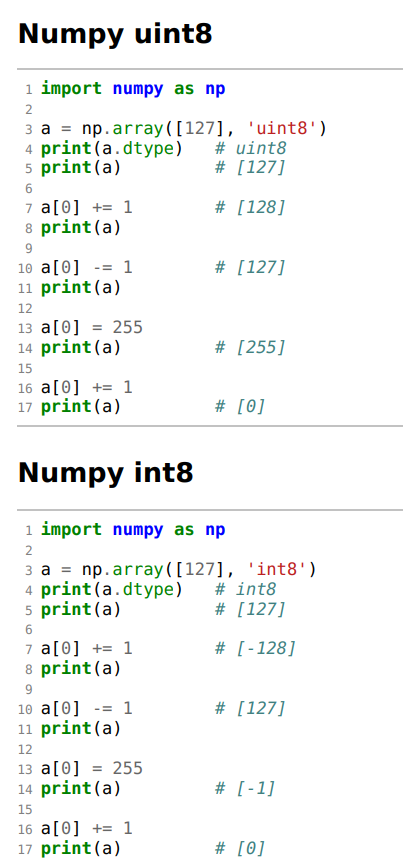 Numpy uint8
1 import numpy as np
2
3 a = np.array([127], 'uint8')
4 print(a.dtype)   # uint8
5 print(a)         # [127]
6
7 a[0] += 1        # [128]
8 print(a)
9
10 a[0] -= 1        # [127]
11 print(a)
12
13 a[0] = 255
14 print(a)         # [255]
15
16 a[0] += 1
17 print(a)         # [0]
Numpy int8
1 import numpy as np
2
3 a = np.array([127], 'int8')
4 print(a.dtype)   # int8
5 print(a)         # [127]
6
7 a[0] += 1        # [-128]
8 print(a)
9
10 a[0] -= 1        # [127]
11 print(a)
12
13 a[0] = 255
14 print(a)         # [-1]
15
16 a[0] += 1
17 print(a)         # [0]